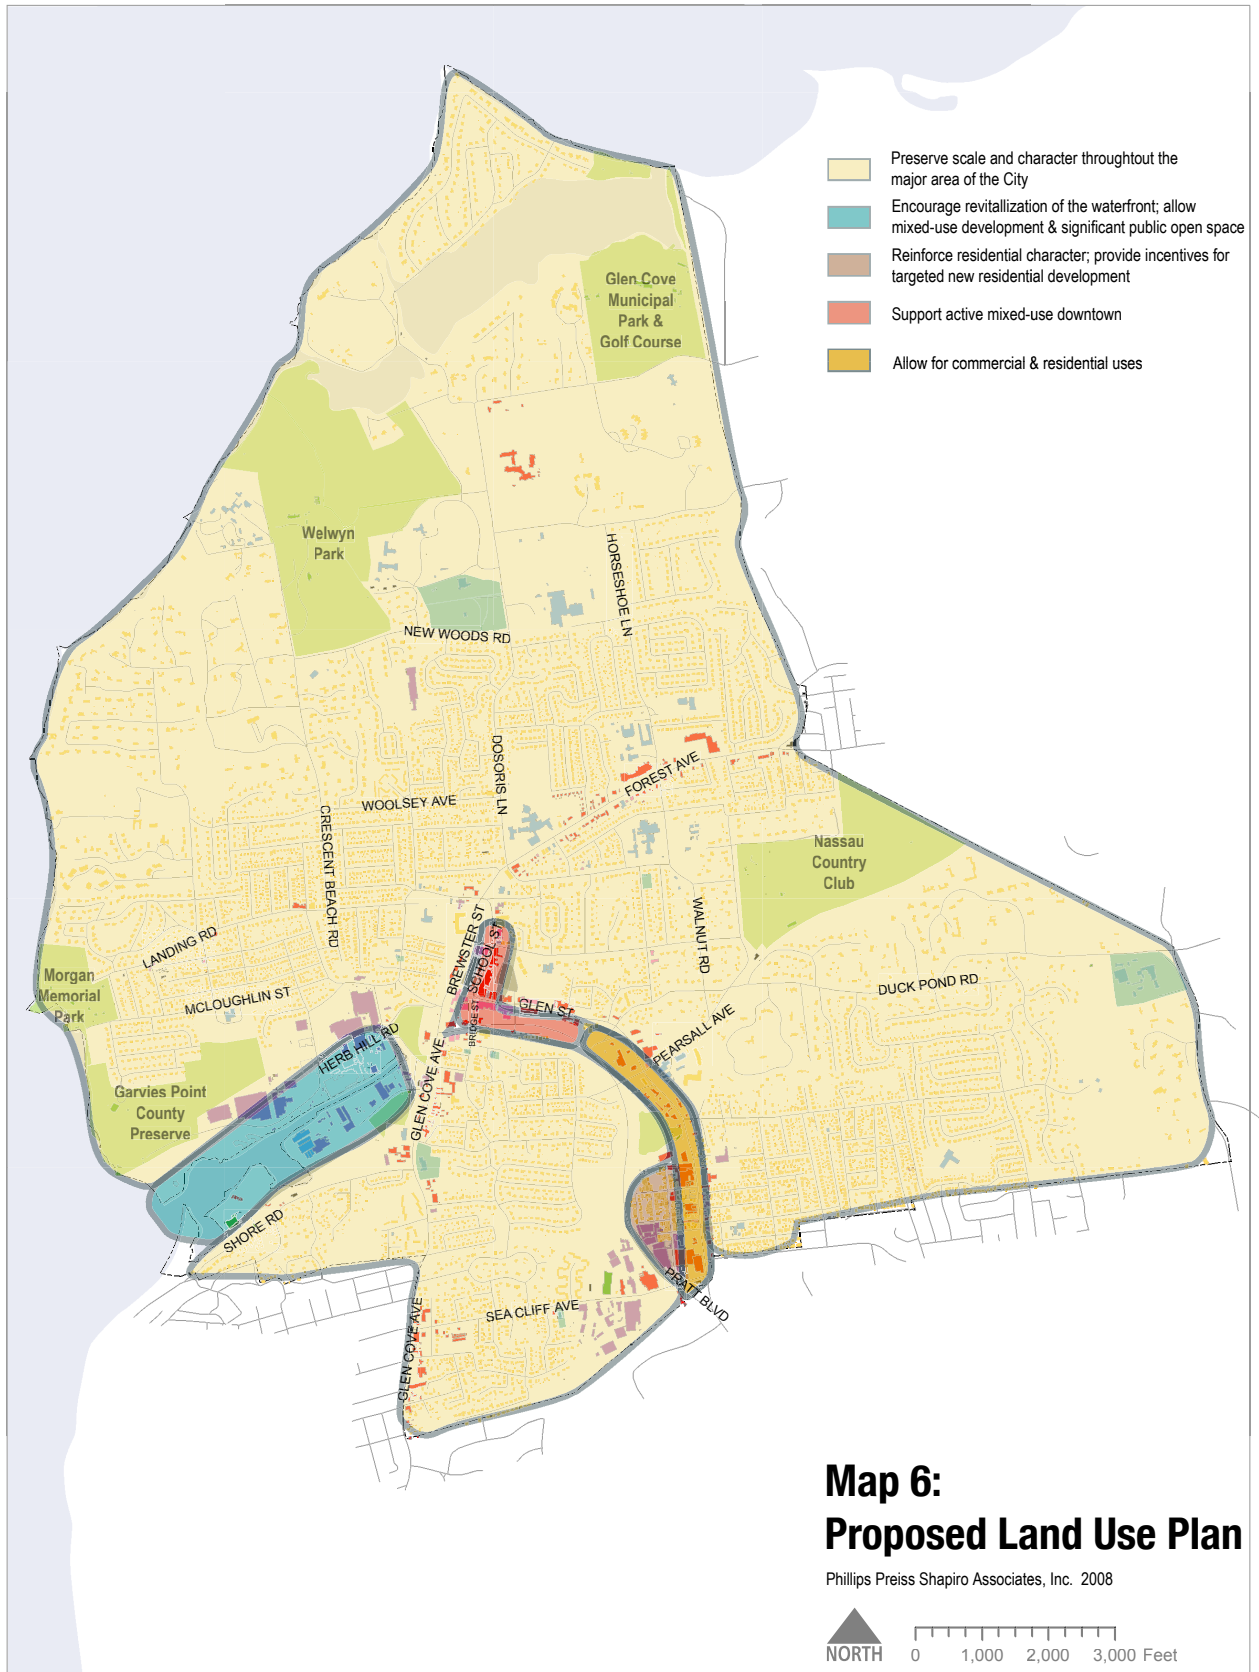 Preserve scale and character throughtout the
major area of the City
Encourage revitallization of the waterfront; allow
mixed-use development & significant public open space
Reinforce residential character; provide incentives for
targeted new residential development
Support active mixed-use downtown
Allow for commercial & residential uses
Glen Cove
Municipal
Park &
Golf Course
Welwyn
Park
HORSESHOE LN
NEW WOODS RD
DOSORIS LN
FOREST AVE
WOOLSEY AVE
CRESCENT BEACH RD
Nassau
Country
Club
WALNUT RD
LANDING RD
BREWSTER ST
SCHOOL ST
Morgan
Memorial
Park
MCLOUGHLIN ST
DUCK POND RD
BRIDGE ST
GLEN ST
PEARSALL AVE
HERB HILL RD
GLEN COVE AVE
Garvies Point
County
Preserve
SHORE RD
PRATT BLVD
SEA CLIFF AVE
GLEN COVE AVE
Map 6:
Proposed Land Use Plan
Phillips Preiss Shapiro Associates, Inc. 2008
NORTH
0 1,000 2,000 3,000 Feet